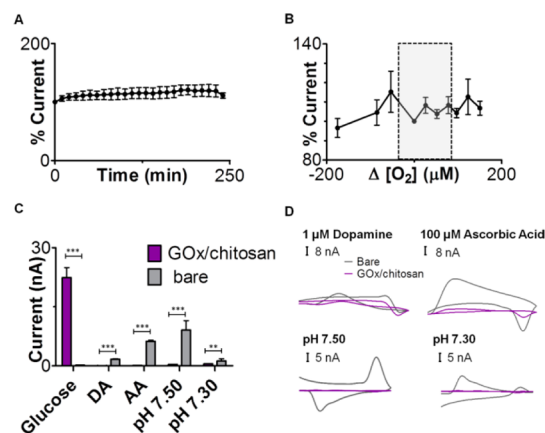 A
200
% Current
0
0
Time (min)
250
B
140
% Current
80
-200
Δ [O₂] (μM)
200
C
30
Current (nA)
0
GOx/chitosan
bare
***
***
***
***
**
Glucose
DA
AA
pH 7.50
pH 7.30
D
1 μM Dopamine
8 nA
Bare
GOx/chitosan
100 μM Ascorbic Acid
8 nA
pH 7.50
5 nA
pH 7.30
5 nA